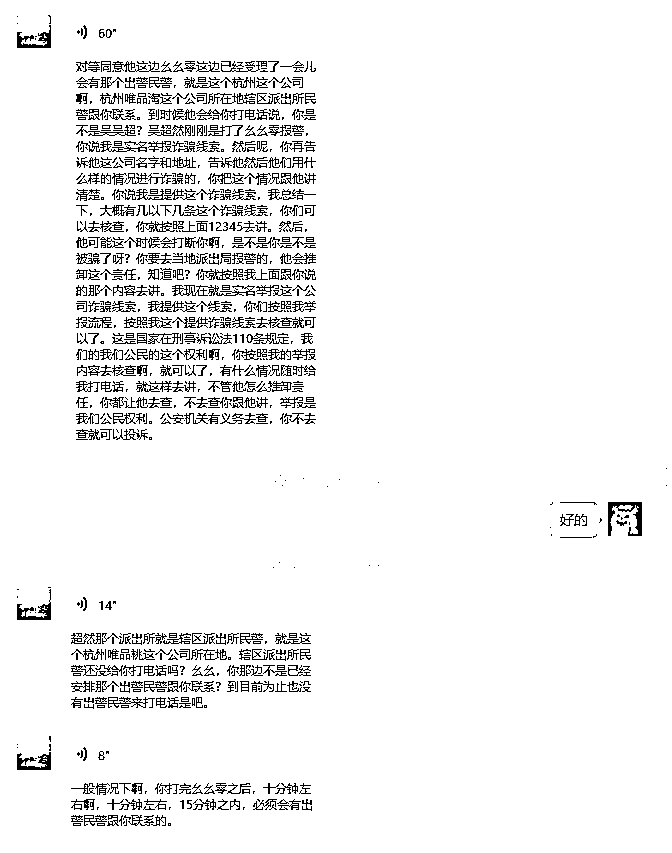 60"
对等同意他这边幺幺零这边已经受理了一会儿
会有那个出警民警，就是这个杭州这个公司
啊，杭州唯品淘这个公司所在地辖区派出所民
警跟你联系。到时候他会给你打电话说，你是
不是吴吴超？吴超然刚刚是打了幺幺零报警，
你说我是实名举报诈骗线索。然后呢，你再告
诉他这公司名字和地址，告诉他然后他们用什
么样的情况进行诈骗的，你把这个情况跟他讲
清楚。你说我是提供这个诈骗线索，我总结一
下，大概有几以下几条这个诈骗线索，你们可
以去核查，你就按照上面12345去讲。然后，
他可能这个时候会打断你啊，是不是你是不是
被骗了呀？你要去当地派出局报警的，他会推
卸这个责任，知道吧？你就按照我上面跟你说
的那个内容去讲。我现在就是实名举报这个公
司诈骗线索，我提供这个线索，你们按照我举
报流程，按照我这个提供诈骗线索去核查就可
以了。这是国家在刑事诉讼法110条规定，我
们的我们公民的这个权利啊，你按照我的举报
内容去核查啊，就可以了，有什么情况随时给
我打电话，就这样去讲，不管他怎么推卸责
任，你都让他去查，不去查你跟他讲，举报是
我们公民权利。公安机关有义务去查，你不去
查就可以投诉。
好的
14"
超然那个派出所就是辖区派出所民警，就是这
个杭州唯品桃这个公司所在地。辖区派出所民
警还没给你打电话吗？幺幺，你那边不是已经
安排那个出警民警跟你联系？到目前为止也没
有出警民警来打电话是吧。
8"
一般情况下啊，你打完幺幺零之后，十分钟左
右啊，十分钟左右，15分钟之内，必须会有出
警民警跟你联系的。